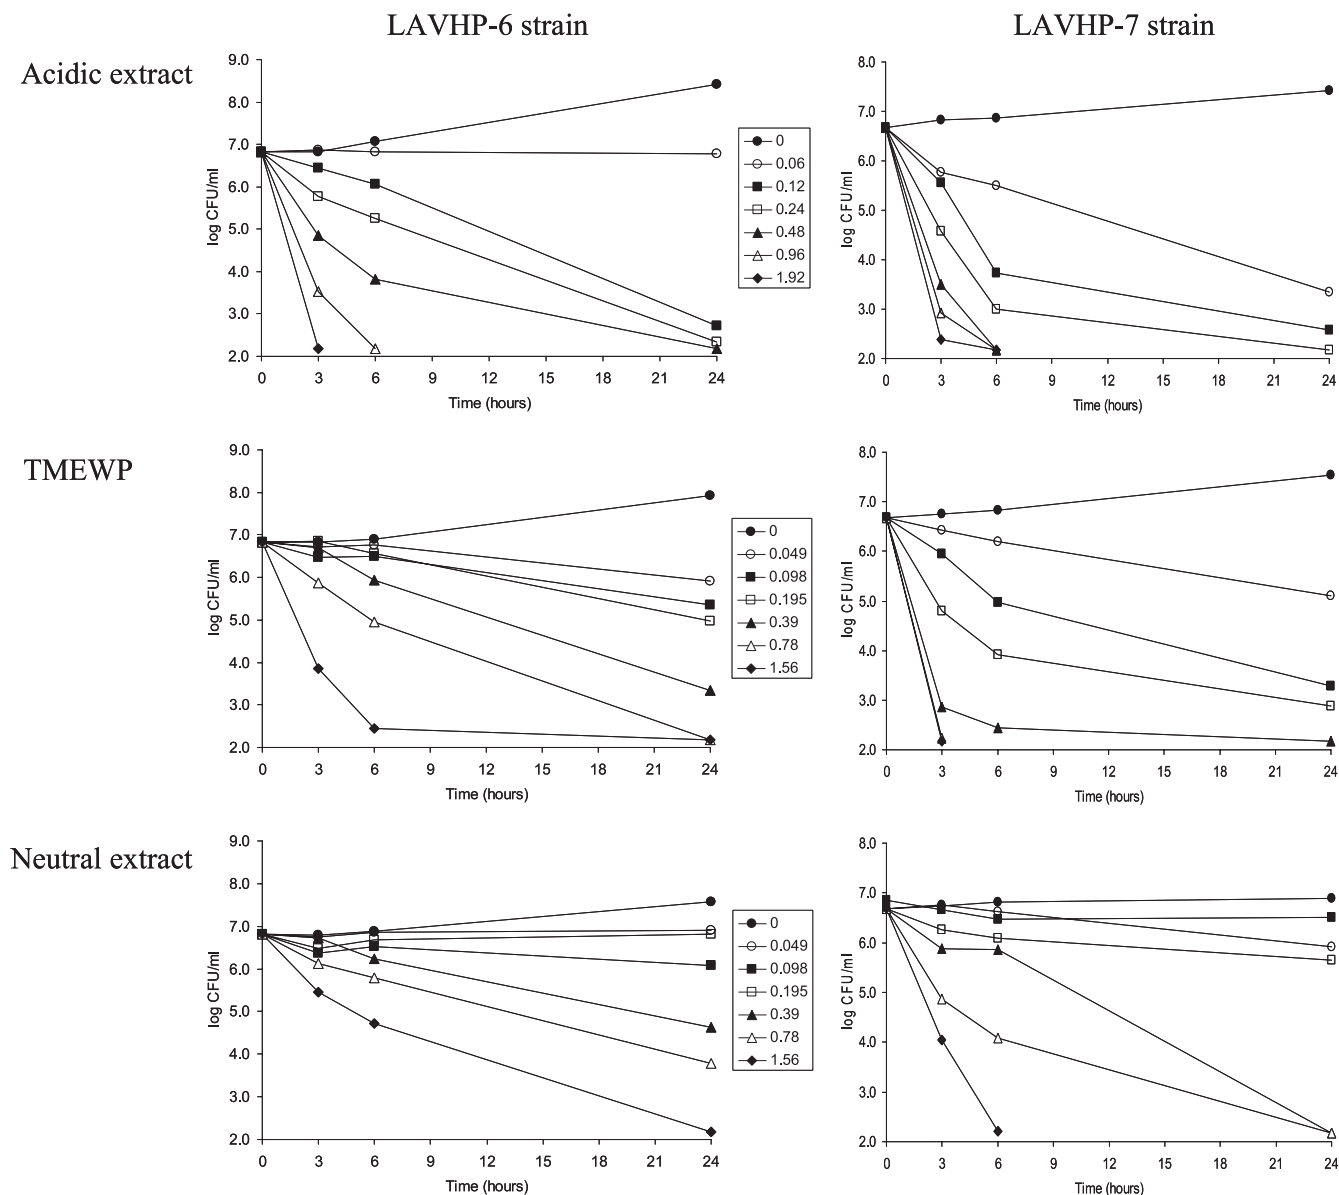 LAVHP-6 strain
LAVHP-7 strain
Acidic extract
9.0
8.0
7.0
6.0
5.0
4.0
3.0
2.0
log CFU/ml
0 3 6 9 12 15 18 21 24
Time (hours)
0
0.06
0.12
0.24
0.48
0.96
1.92
8.0
7.0
6.0
5.0
4.0
3.0
2.0
log CFU/ml
0 3 6 9 12 15 18 21 24
Time (hours)
TMEWP
9.0
8.0
7.0
6.0
5.0
4.0
3.0
2.0
log CFU/ml
0 3 6 9 12 15 18 21 24
Time (hours)
0
0.049
0.098
0.195
0.39
0.78
1.56
8.0
7.0
6.0
5.0
4.0
3.0
2.0
log CFU/ml
0 3 6 9 12 15 18 21 24
Time (hours)
Neutral extract
9.0
8.0
7.0
6.0
5.0
4.0
3.0
2.0
log CFU/ml
0 3 6 9 12 15 18 21 24
Time (hours)
0
0.049
0.098
0.195
0.39
0.78
1.56
8.0
7.0
6.0
5.0
4.0
3.0
2.0
log CFU/ml
0 3 6 9 12 15 18 21 24
Time (hours)